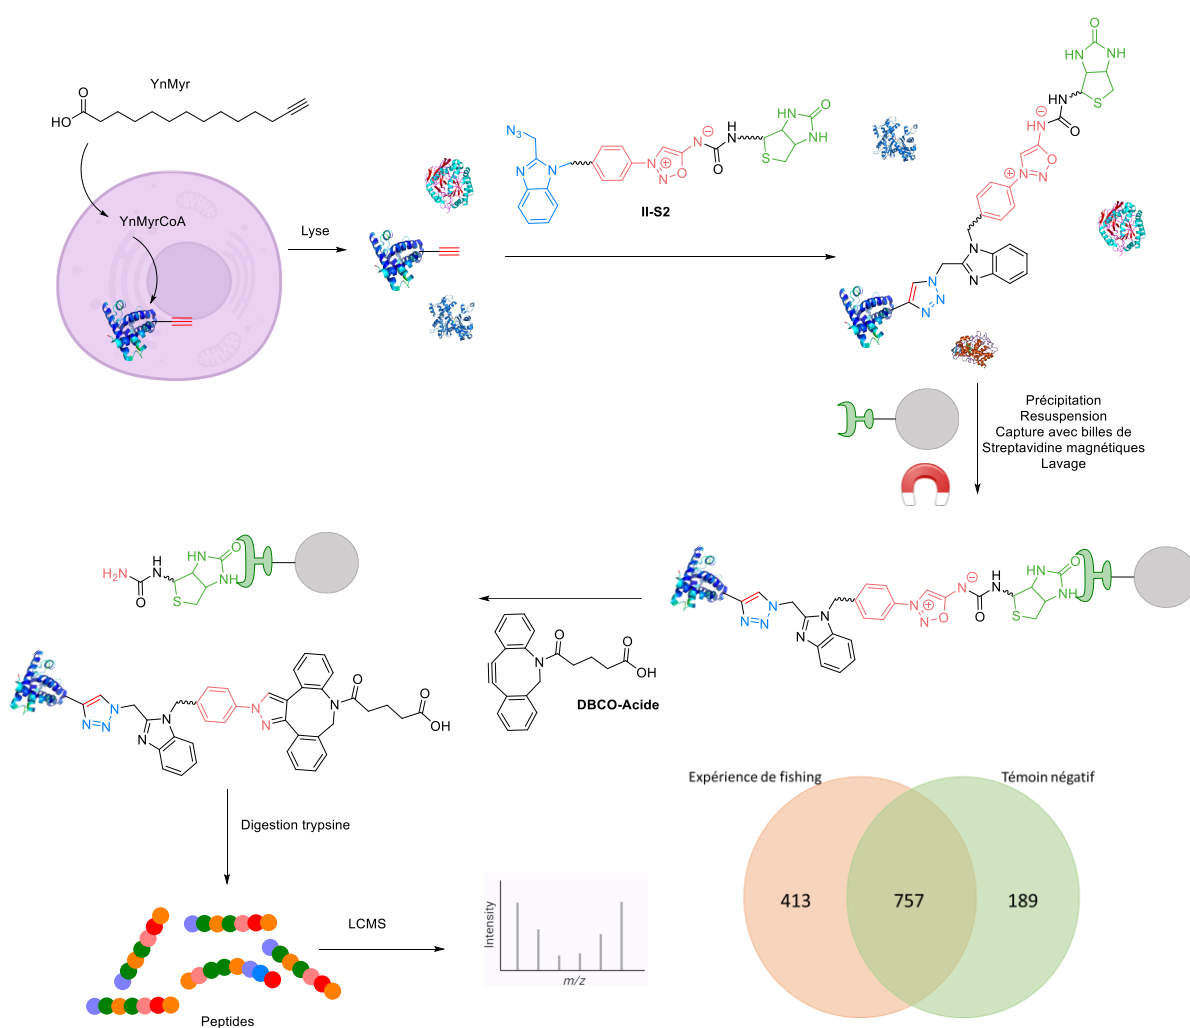 YnMyr
O
HO
YnMyrCoA
Lyse
N3
N
N
N
O
N
N
O
H
N
S
HN
O
NH
II-S2
O
HN
NH
S
HN
HN
O
O
N
N
N
N
N
N
N
Précipitation
Resuspension
Capture avec billes de
Streptavidine magnétiques
Lavage
H2N
O
H
N
S
HN
O
NH
N
N
N
N
N
N
N
O
N
O
H
N
S
HN
O
NH
O
N
O
OH
DBCO-Acide
N
N
N
N
N
N
N
N
O
O
OH
Digestion trypsine
LCMS
Peptides
Intensity
m/z
Expérience de fishing
Témoin négatif
413
757
189